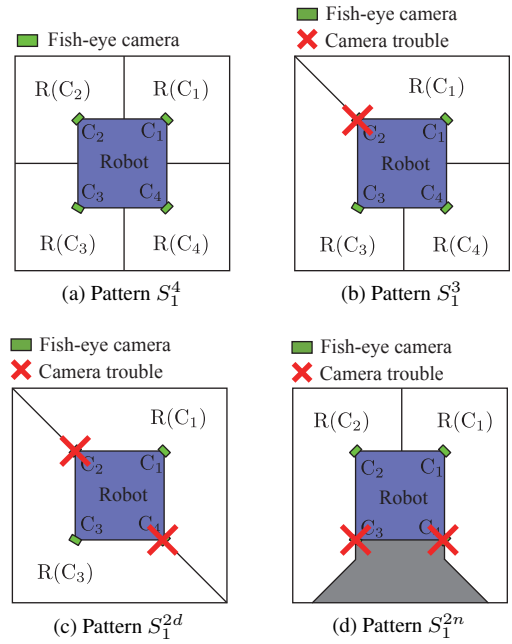 Fish-eye camera
R(C₂) R(C₁)
C₂ C₁
Robot
C₃ C₄
R(C₃) R(C₄)
(a) Pattern S₁⁴
Fish-eye camera
Camera trouble
R(C₁)
C₂ C₁
Robot
C₃ C₄
R(C₃) R(C₄)
(b) Pattern S₁³
Fish-eye camera
Camera trouble
R(C₁)
C₂ C₁
Robot
C₃ C₄
R(C₃)
(c) Pattern S₁²ᵈ
Fish-eye camera
Camera trouble
R(C₂) R(C₁)
C₂ C₁
Robot
C₃ C₄
(d) Pattern S₁²ⁿ